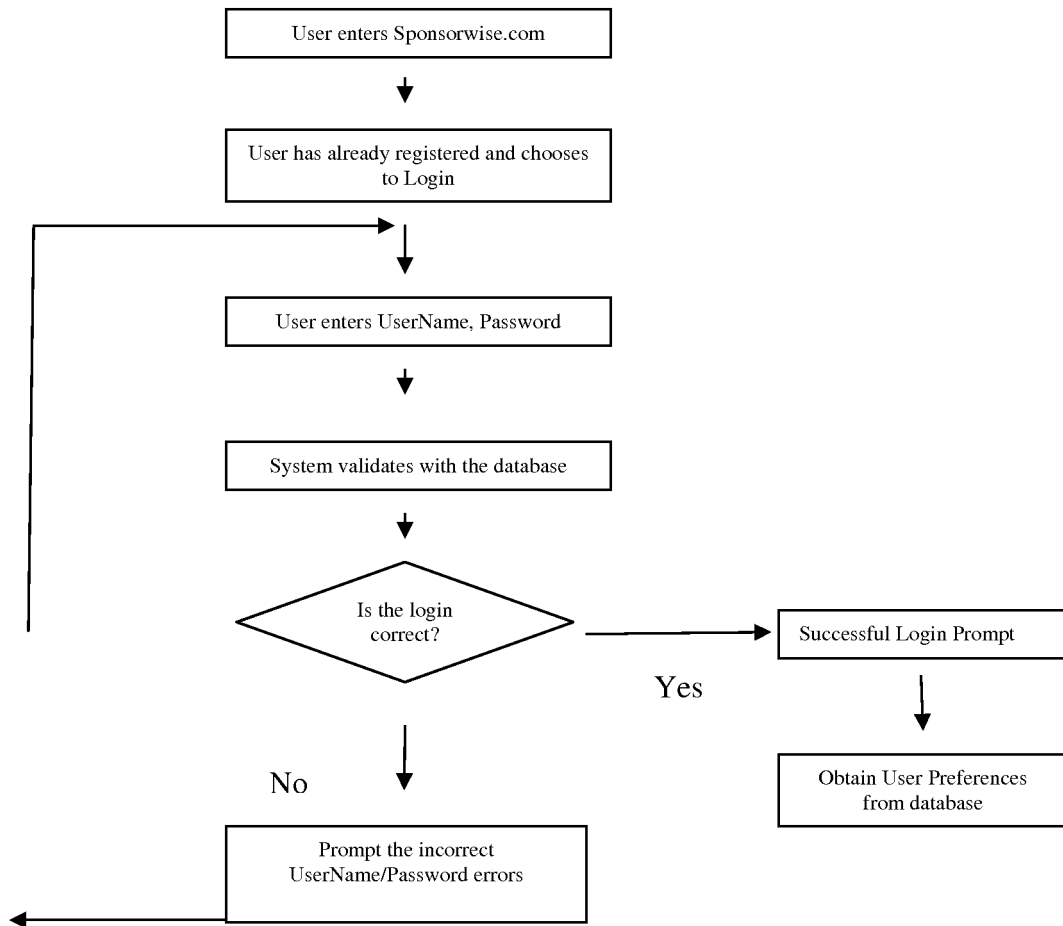 User enters Sponsorwise.com
User has already registered and chooses
to Login
User enters UserName, Password
System validates with the database
Is the login
correct?
Successful Login Prompt
Yes
Obtain User Preferences
from database
No
Prompt the incorrect
UserName/Password errors